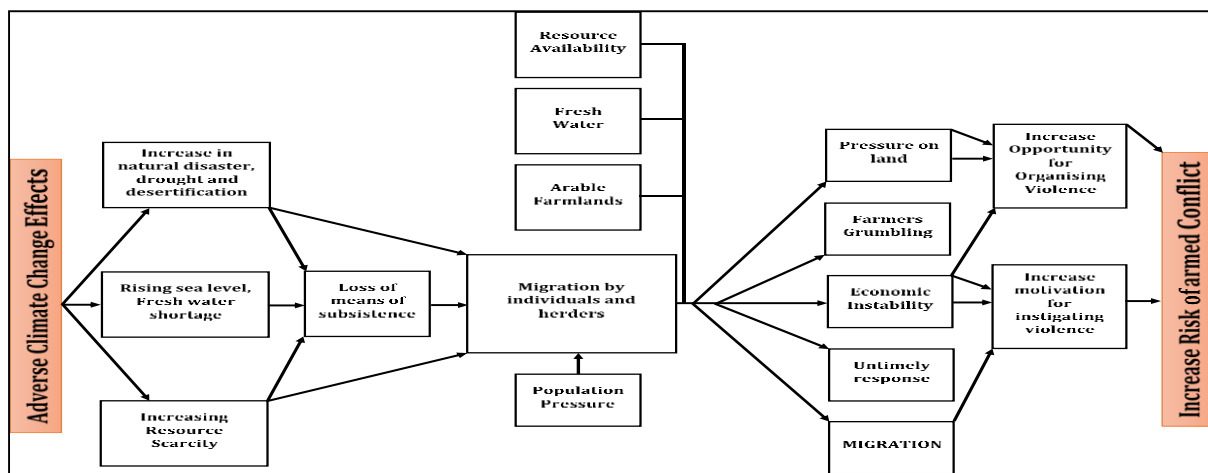 Adverse Climate Change Effects
Increase in
natural disaster,
drought and
desertification
Rising sea level,
Fresh water
shortage
Increasing
Resource
Scarcity
Loss of
means of
subsistence
Resource
Availability
Fresh
Water
Arable
Farmlands
Migration by
individuals and
herders
Population
Pressure
Pressure on
land
Farmers
Grumbling
Economic
Instability
Untimely
response
MIGRATION
Increase
Opportunity
for
Organising
Violence
Increase
motivation
for
instigating
violence
Increase Risk of armed Conflict